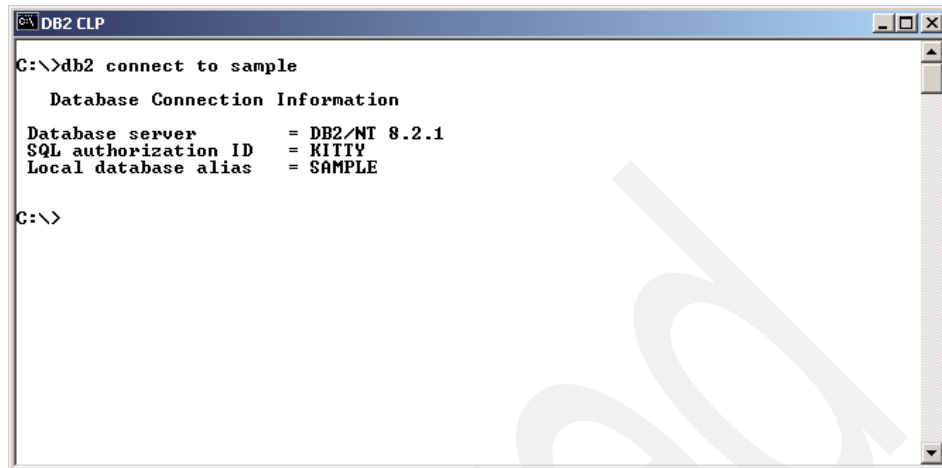 DB2 CLP
C:\>db2 connect to sample
Database Connection Information
Database server = DB2/NT 8.2.1
SQL authorization ID = KITTY
Local database alias = SAMPLE
C:\>